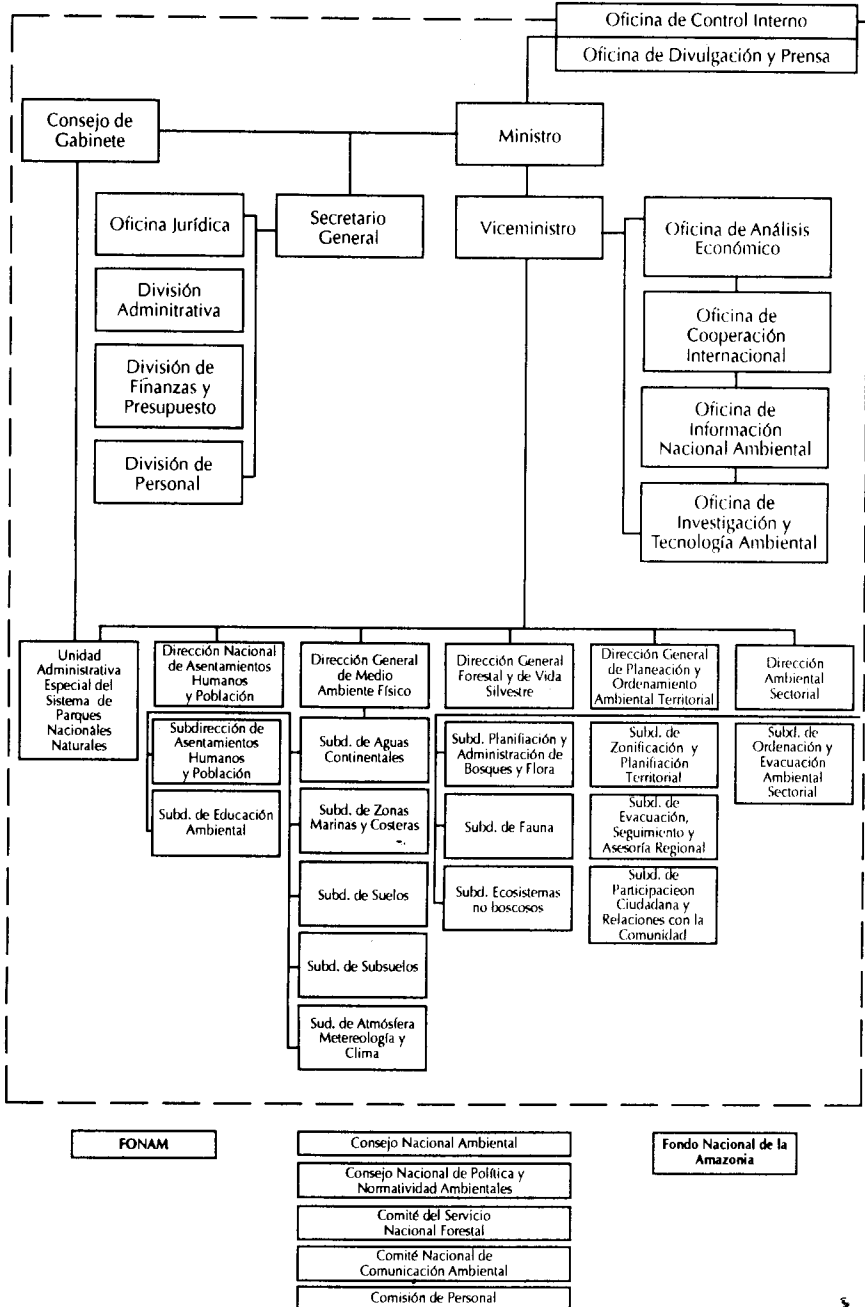 Oficina de Control Interno
Oficina de Divulgación y Prensa
Consejo de
Gabinete
Ministro
Oficina Jurídica
Secretario
General
Viceministro
Oficina de Análisis
Económico
División
Adminitrativa
Oficina de
Cooperación
Internacional
División de
Finanzas y
Presupuesto
Oficina de
Información
Nacional Ambiental
División de
Personal
Oficina de
Investigación y
Tecnología Ambiental
Unidad
Administrativa
Especial del
Sistema de
Parques
Nacionáles
Naturales
Dirección Nacional
de Asentamientos
Humanos
y Población
Dirección General
de Medio
Ambiente Físico
Dirección General
Forestal y de Vida
Silvestre
Dirección General
de Planeación y
Ordenamiento
Ambiental Territorial
Dirección
Ambiental
Sectorial
Subdirección de
Asentamientos
Humanos
y Población
Subd. de Educación
Ambiental
Subd. de Aguas
Continentales
Subd. de Zonas
Marinas y Costeras
Subd. de Suelos
Subd. de Subsuelos
Sud. de Atmósfera
Metereología y
Clima
Subd. Planifiación y
Administración de
Bosques y Flora
Subd. de Fauna
Subd. Ecosistemas
no boscosos
Subd. de
Zonificación y
Planifiación
Territorial
Subd. de
Evacuación,
Seguimiento y
Asesoría Regional
Subd. de
Participacieon
Ciudadana y
Relaciones con la
Comunidad
Subd. de
Ordenación y
Evacuación
Ambiental
Sectorial
FONAM
Consejo Nacional Ambiental
Consejo Nacional de Política y
Normatividad Ambientales
Comité del Servicio
Nacional Forestal
Comité Nacional de
Comunicación Ambiental
Comisión de Personal
Fondo Nacional de la
Amazonia